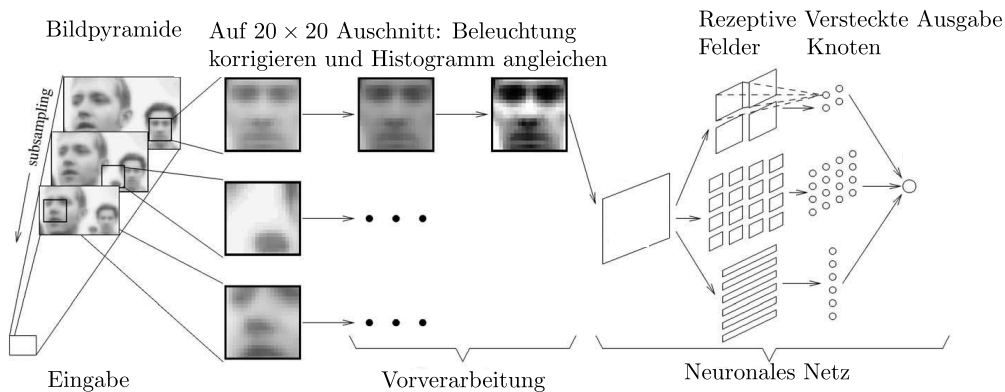 Bildpyramide
Auf 20 × 20 Auschnitt: Beleuchtung
korrigieren und Histogramm angleichen
Rezeptive Versteckte Ausgabe
Felder Knoten
subsampling
Eingabe
Vorverarbeitung
Neuronales Netz